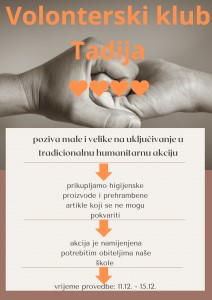 Volonterski klub
Tadija
poziva male i velike na uključivanje u
tradicionalnu humanitarnu akciju
prikupljamo higijenske
proizvode i prehrambene
artikle koji se ne mogu
pokvariti
akcija je namijenjena
potrebitim obiteljima naše
škole
vrijeme provedbe: 11.12. - 15.12.